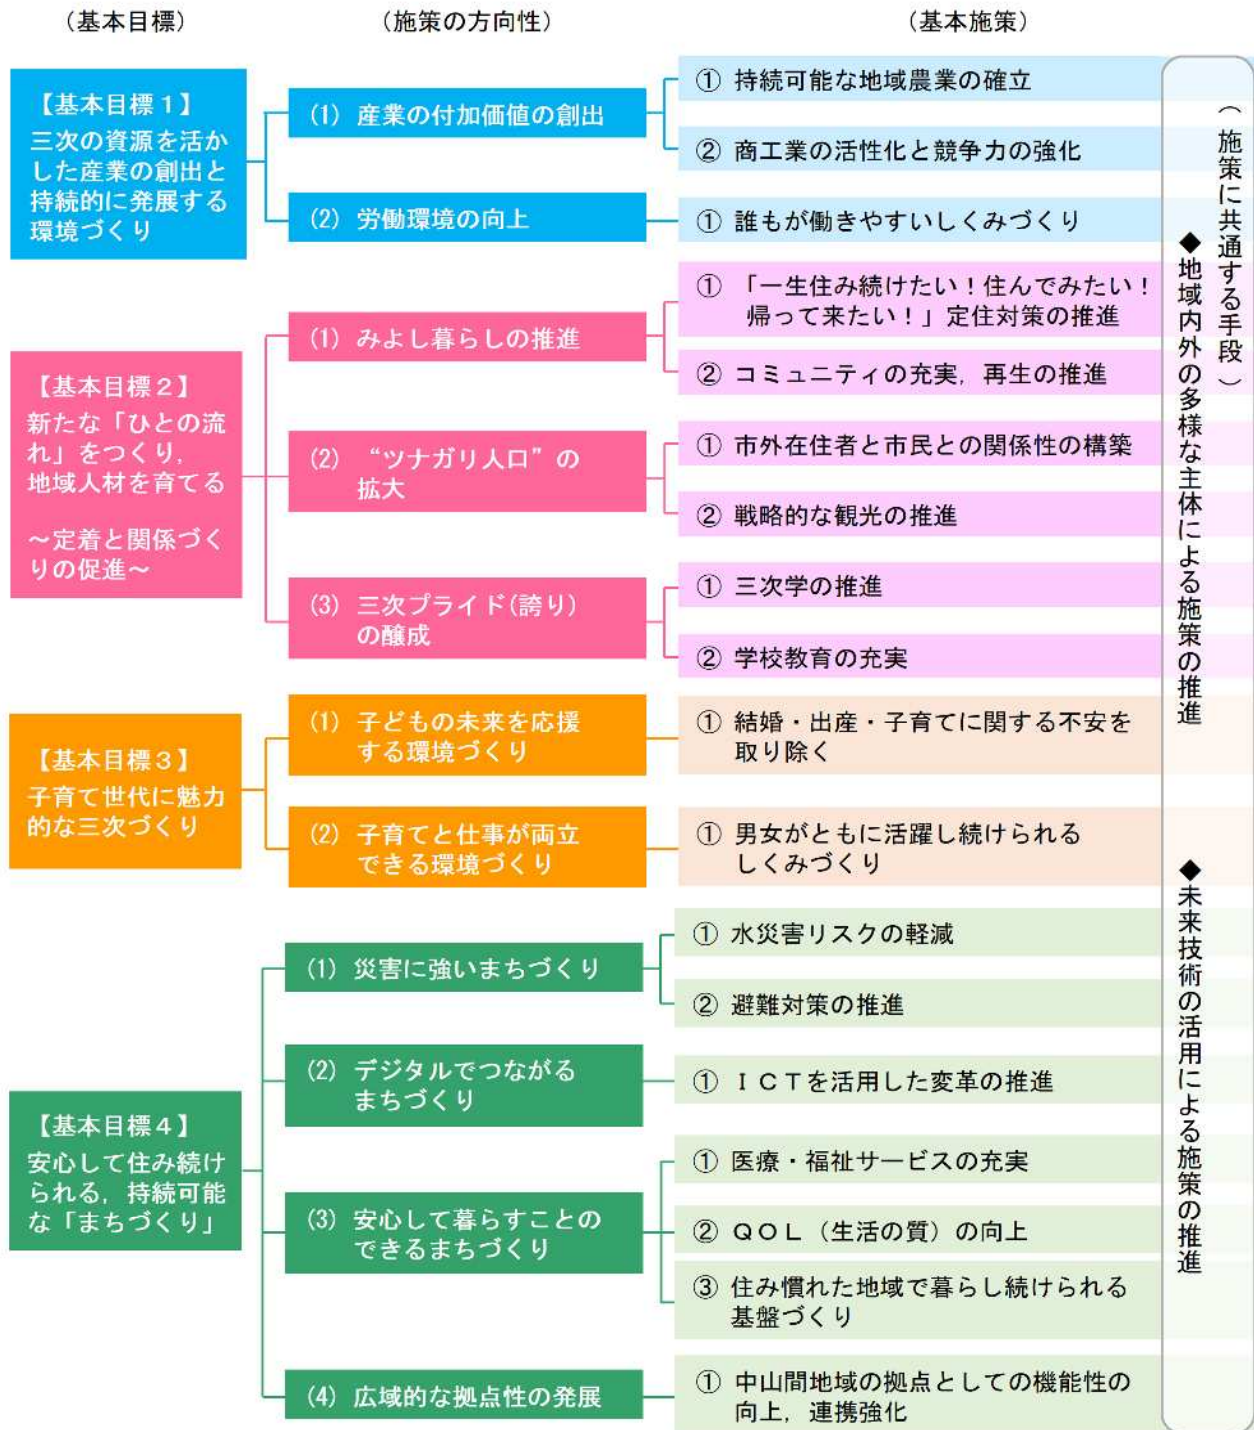 (基本目標)
(施策の方向性)
(基本施策)
【基本目標1】
三次の資源を活か
した産業の創出と
持続的に発展する
環境づくり
(1) 産業の付加価値の創出
① 持続可能な地域農業の確立
② 商工業の活性化と競争力の強化
(2) 労働環境の向上
① 誰もが働きやすいしくみづくり
【基本目標2】
新たな「ひとの流
れ」をつくり,
地域人材を育てる
～定着と関係づく
りの促進～
(1) みよし暮らしの推進
① 「一生住み続けたい！住んでみたい！
帰って来たい！」定住対策の推進
② コミュニティの充実, 再生の推進
(2) “ツナガリ人口”の
拡大
① 市外在住者と市民との関係性の構築
② 戦略的な観光の推進
(3) 三次プライド(誇り)
の醸成
① 三次学の推進
② 学校教育の充実
【基本目標3】
子育て世代に魅力
的な三次づくり
(1) 子どもの未来を応援
する環境づくり
① 結婚・出産・子育てに関する不安を
取り除く
(2) 子育てと仕事が両立
できる環境づくり
① 男女がともに活躍し続けられる
しくみづくり
【基本目標4】
安心して住み続け
られる, 持続可能
な「まちづくり」
(1) 災害に強いまちづくり
① 水災害リスクの軽減
② 避難対策の推進
(2) デジタルでつながる
まちづくり
① ＩＣＴを活用した変革の推進
(3) 安心して暮らすことの
できるまちづくり
① 医療・福祉サービスの充実
② ＱＯＬ（生活の質）の向上
③ 住み慣れた地域で暮らし続けられる
基盤づくり
(4) 広域的な拠点性の発展
① 中山間地域の拠点としての機能性の
向上, 連携強化
（施策に共通する手段）
◆地域内外の多様な主体による施策の推進
◆未来技術の活用による施策の推進